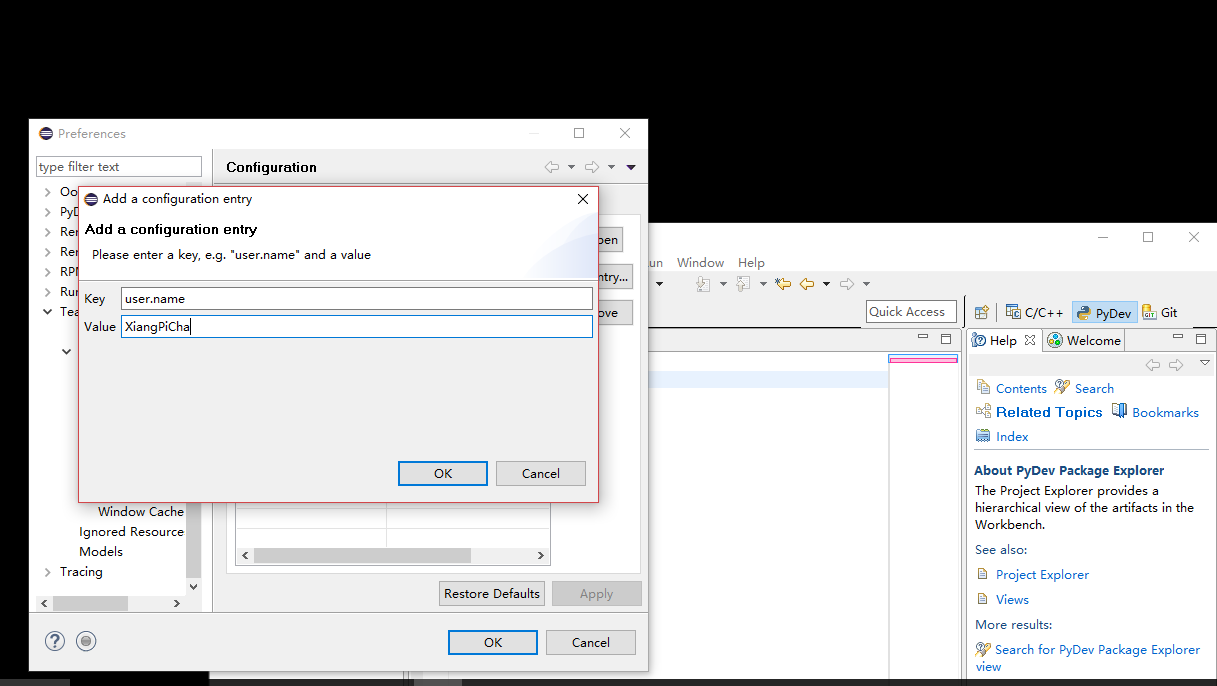 Preferences
type filter text
Configuration
Add a configuration entry
Add a configuration entry
Please enter a key, e.g. "user.name" and a value
Key user.name
Value XiangPiCha
OK Cancel
Window Cache
Ignored Resource
Models
Tracing
Restore Defaults Apply
OK Cancel
Window Help
Quick Access
C/C++ PyDev Git
Help Welcome
Contents Search
Related Topics Bookmarks
Index
About PyDev Package Explorer
The Project Explorer provides a
hierarchical view of the artifacts in the
Workbench.
See also:
Project Explorer
Views
More results:
Search for PyDev Package Explorer
view